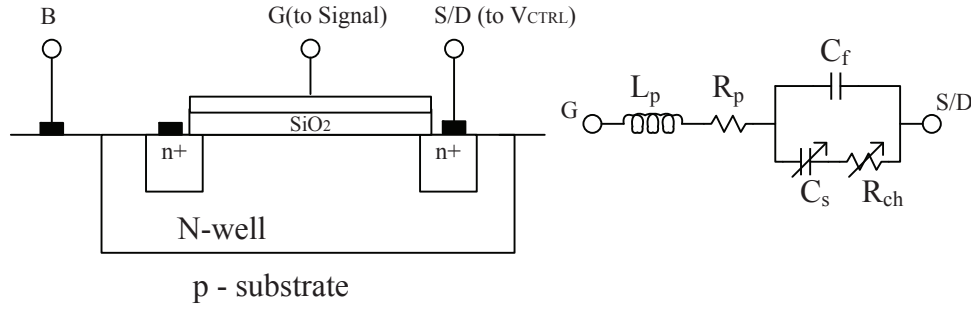 B
G(to Signal)
S/D (to VCTRL)
SiO2
n+
n+
N-well
p - substrate
Cf
Lp
Rp
G
S/D
Cs
Rch